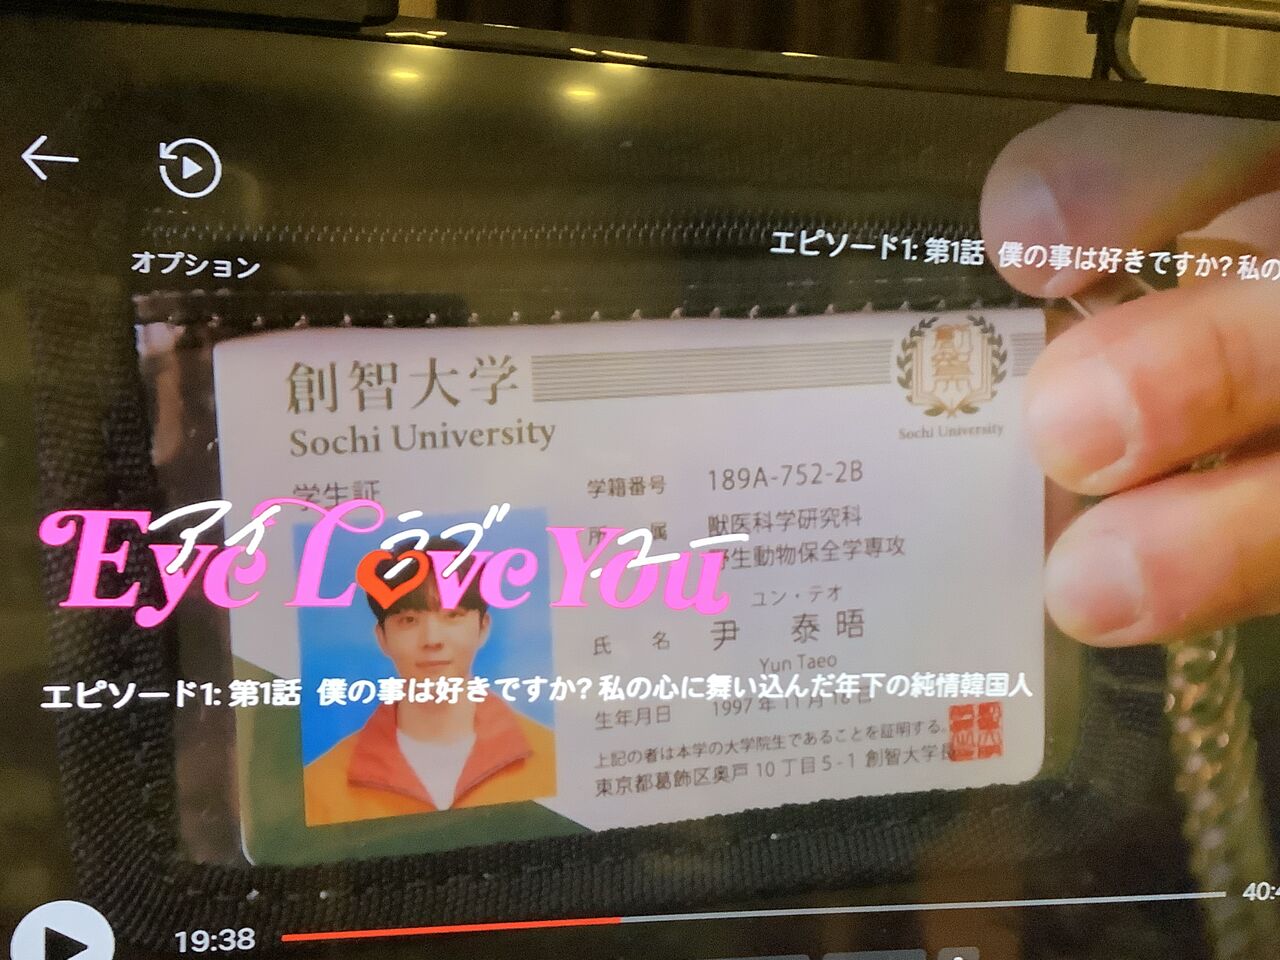 オプション
エピソード1: 第1話 僕の事は好きですか? 私の
創智大学
Sochi University
Sochi University
学生証
学籍番号 189A-752-2B
所属 獣医科学研究科
野生動物保全学専攻
Eye Love You
アイ ラブ ユー
ユン・テオ
氏名 尹 泰晤
Yun Taeo
エピソード1: 第1話 僕の事は好きですか? 私の心に舞い込んだ年下の純情韓国人
生年月日 1997年11月16日
上記の者は本学の大学院生であることを証明する。
東京都葛飾区奥戸10丁目5-1 創智大学長
19:38
40:4